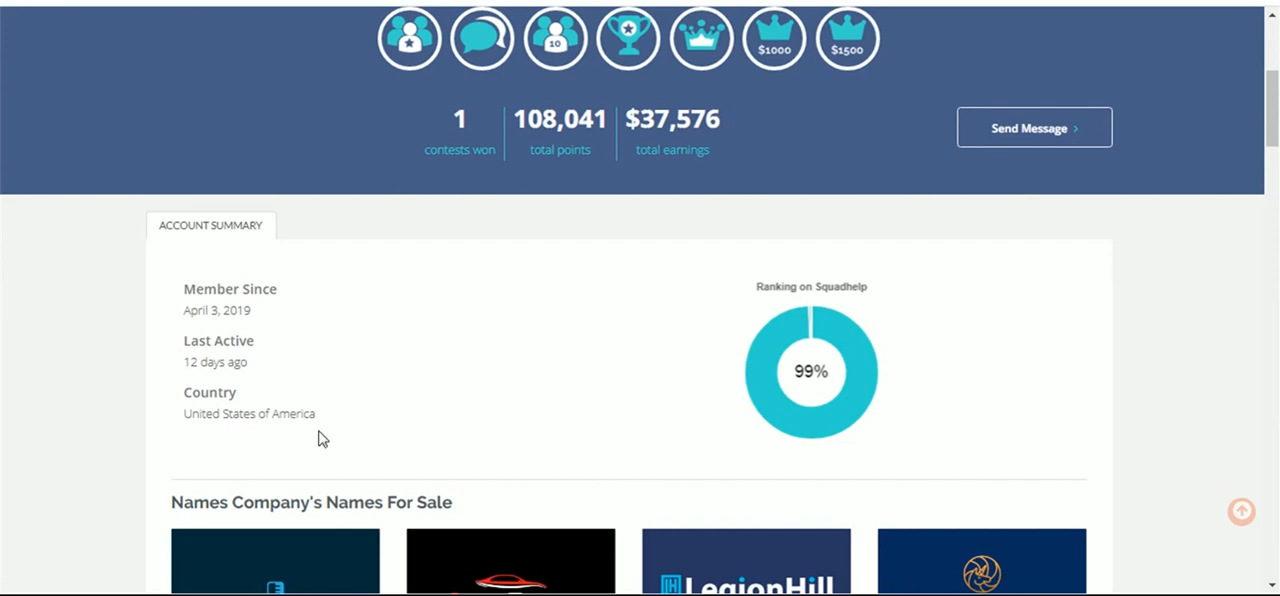 10
$1000
$1500
1
108,041
$37,576
contests won
total points
total earnings
Send Message
ACCOUNT SUMMARY
Member Since
April 3, 2019
Last Active
12 days ago
Country
United States of America
Ranking on Squadhelp
99%
Names Company's Names For Sale
LegionHill